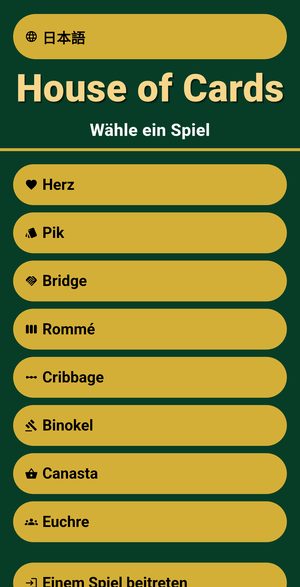 日本語
House of Cards
Wähle ein Spiel
Herz
Pik
Bridge
Rommé
Cribbage
Binokel
Canasta
Euchre
Einem Spiel beitreten